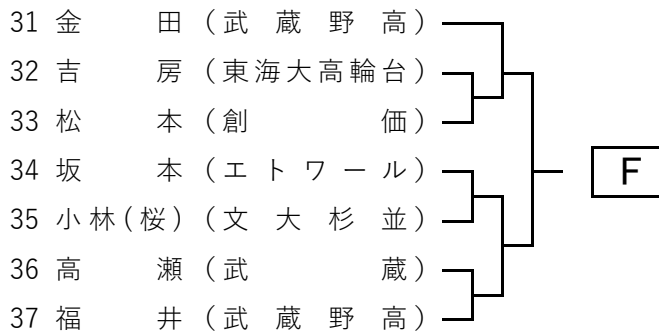 31 金田(武蔵野高)
32 吉房(東海大高輪台)
33 松本(創価)
34 坂本(エトワール)
35 小林(桜)(文大杉並)
36 高瀬(武蔵)
37 福井(武蔵野高)
F